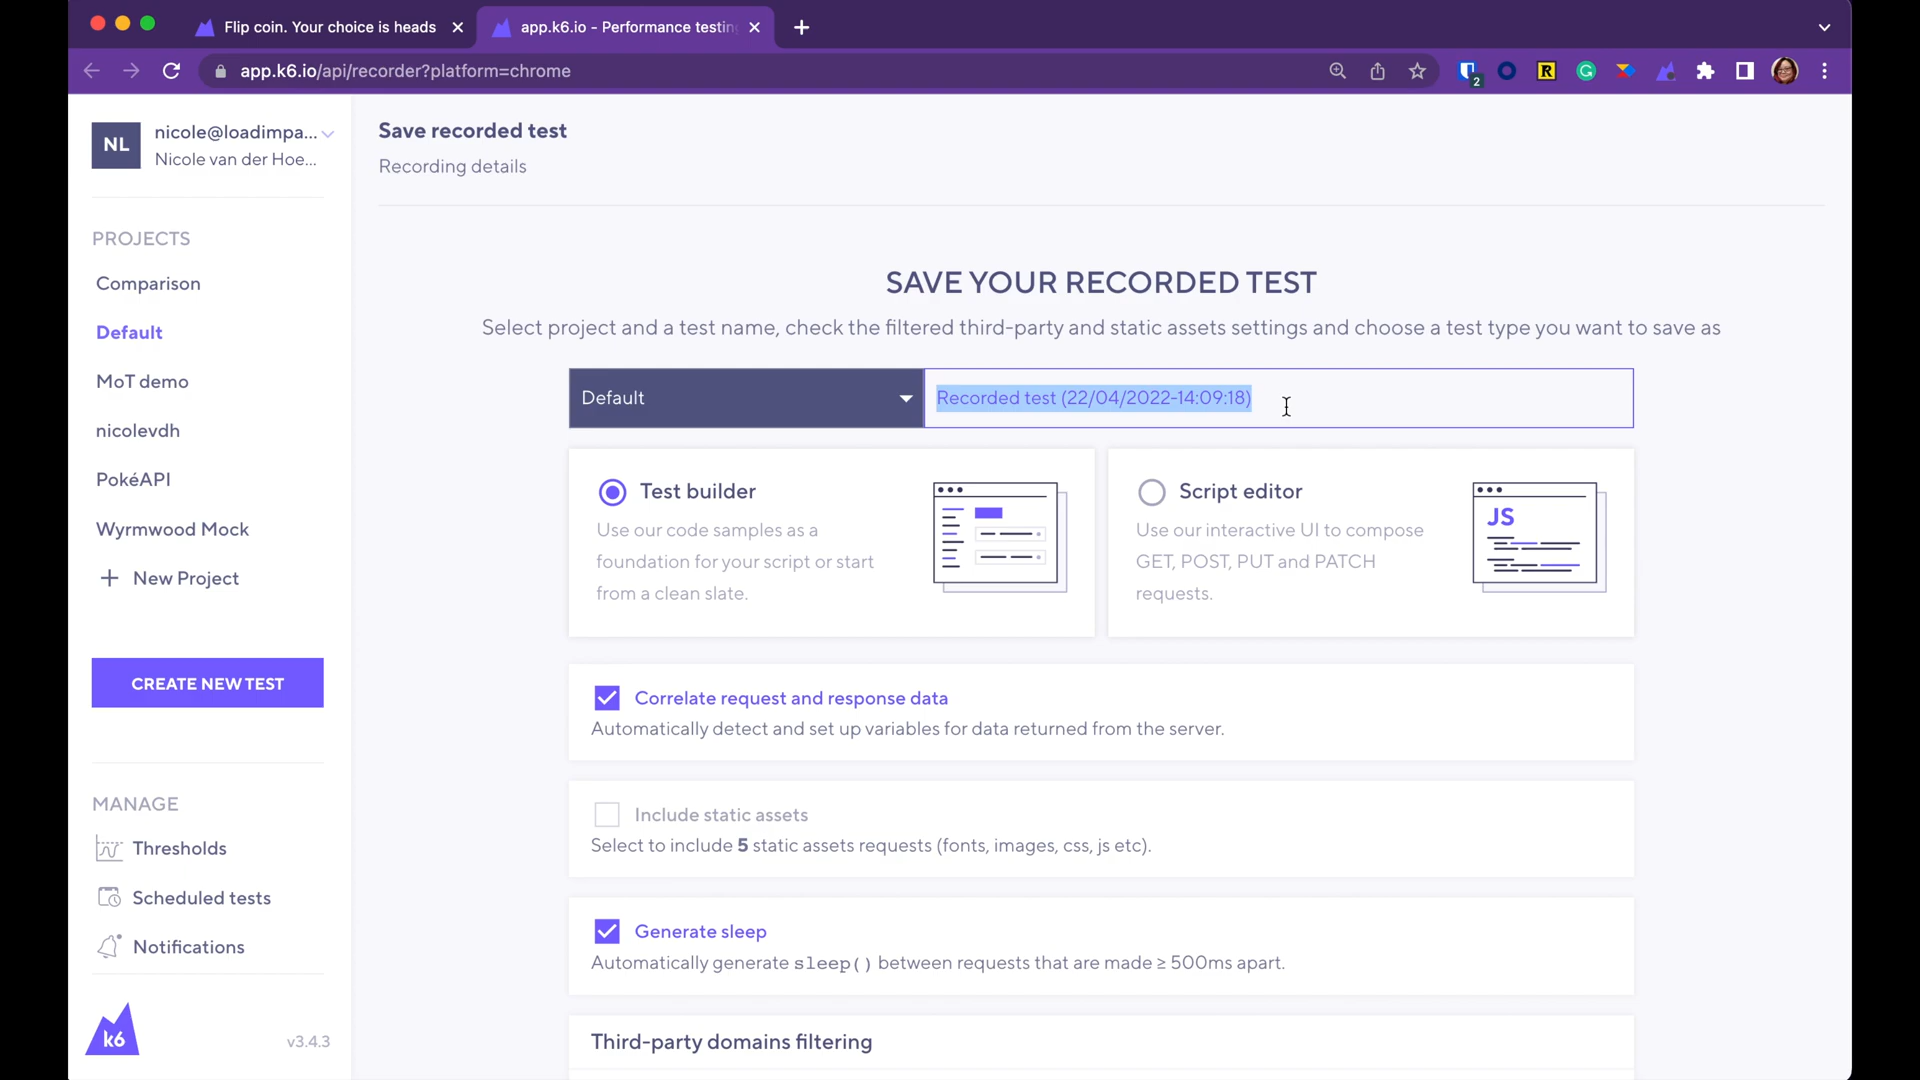 Flip coin. Your choice is heads
app.k6.io - Performance testin
app.k6.io/api/recorder?platform=chrome
2
NL
nicole@loadimpa...
Nicole van der Hoe...
PROJECTS
Comparison
Default
MoT demo
nicolevdh
PokéAPI
Wyrmwood Mock
New Project
CREATE NEW TEST
MANAGE
Thresholds
Scheduled tests
Notifications
k6
v3.4.3
Save recorded test
Recording details
SAVE YOUR RECORDED TEST
Select project and a test name, check the filtered third-party and static assets settings and choose a test type you want to save as
Default
Recorded test (22/04/2022-14:09:18)
Test builder
Use our code samples as a
foundation for your script or start
from a clean slate.
Script editor
Use our interactive UI to compose
GET, POST, PUT and PATCH
requests.
JS
Correlate request and response data
Automatically detect and set up variables for data returned from the server.
Include static assets
Select to include 5 static assets requests (fonts, images, css, js etc).
Generate sleep
Automatically generate sleep() between requests that are made ≥ 500ms apart.
Third-party domains filtering